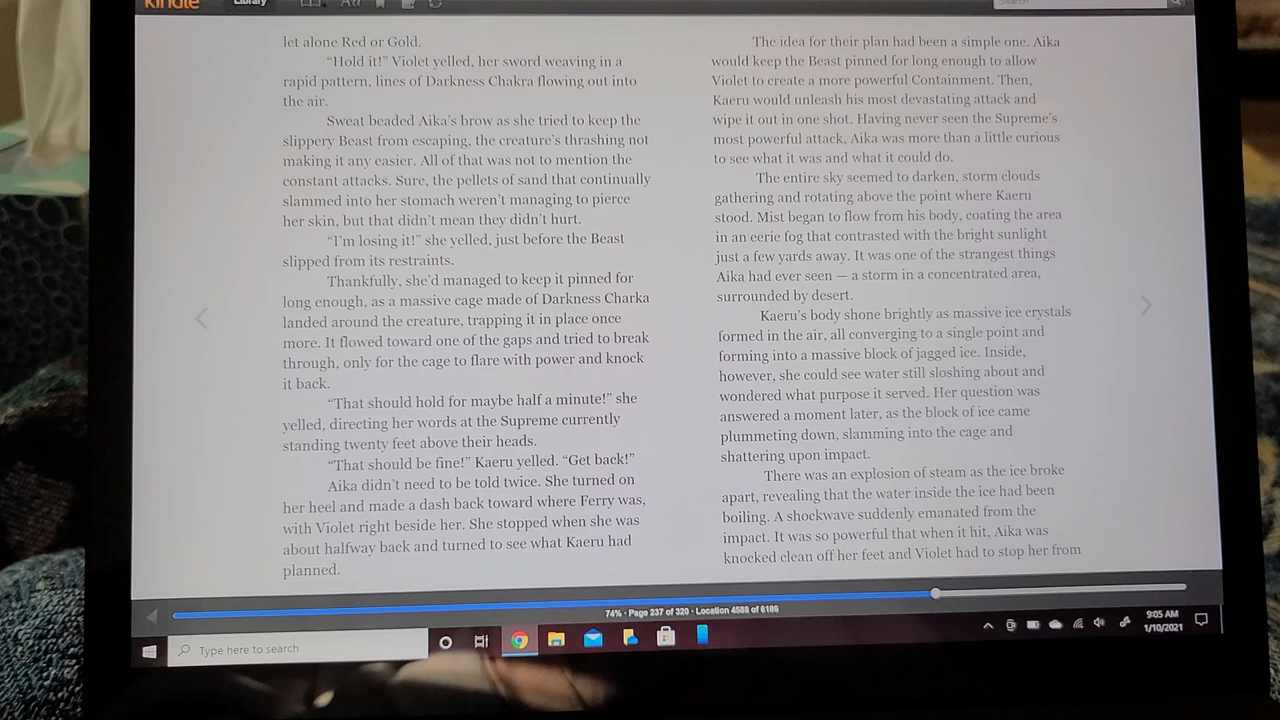 kindle
Library
Aa
Search
let alone Red or Gold.
“Hold it!” Violet yelled, her sword weaving in a
rapid pattern, lines of Darkness Chakra flowing out into
the air.
Sweat beaded Aika’s brow as she tried to keep the
slippery Beast from escaping, the creature’s thrashing not
making it any easier. All of that was not to mention the
constant attacks. Sure, the pellets of sand that continually
slammed into her stomach weren’t managing to pierce
her skin, but that didn’t mean they didn’t hurt.
“I’m losing it!” she yelled, just before the Beast
slipped from its restraints.
Thankfully, she’d managed to keep it pinned for
long enough, as a massive cage made of Darkness Charka
landed around the creature, trapping it in place once
more. It flowed toward one of the gaps and tried to break
through, only for the cage to flare with power and knock
it back.
“That should hold for maybe half a minute!” she
yelled, directing her words at the Supreme currently
standing twenty feet above their heads.
“That should be fine!” Kaeru yelled. “Get back!”
Aika didn’t need to be told twice. She turned on
her heel and made a dash back toward where Ferry was,
with Violet right beside her. She stopped when she was
about halfway back and turned to see what Kaeru had
planned.
The idea for their plan had been a simple one. Aika
would keep the Beast pinned for long enough to allow
Violet to create a more powerful Containment. Then,
Kaeru would unleash his most devastating attack and
wipe it out in one shot. Having never seen the Supreme’s
most powerful attack, Aika was more than a little curious
to see what it was and what it could do.
The entire sky seemed to darken, storm clouds
gathering and rotating above the point where Kaeru
stood. Mist began to flow from his body, coating the area
in an eerie fog that contrasted with the bright sunlight
just a few yards away. It was one of the strangest things
Aika had ever seen — a storm in a concentrated area,
surrounded by desert.
Kaeru’s body shone brightly as massive ice crystals
formed in the air, all converging to a single point and
forming into a massive block of jagged ice. Inside,
however, she could see water still sloshing about and
wondered what purpose it served. Her question was
answered a moment later, as the block of ice came
plummeting down, slamming into the cage and
shattering upon impact.
There was an explosion of steam as the ice broke
apart, revealing that the water inside the ice had been
boiling. A shockwave suddenly emanated from the
impact. It was so powerful that when it hit, Aika was
knocked clean off her feet and Violet had to stop her from
74% · Page 237 of 320 · Location 4588 of 6186
Type here to search
9:05 AM
1/10/2021